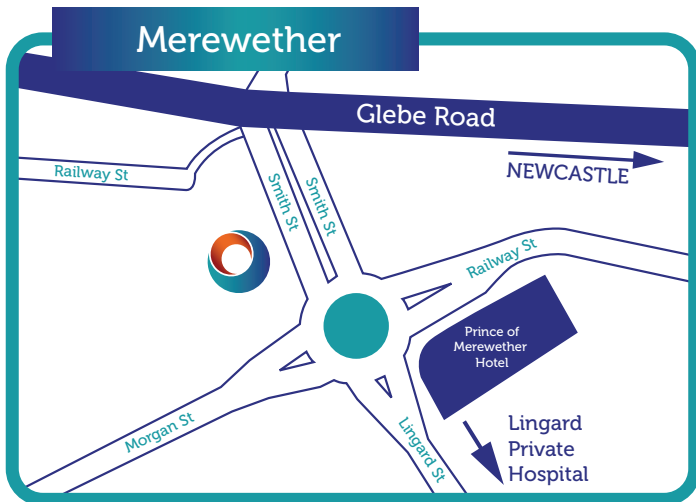 Merewether
Glebe Road
NEWCASTLE
Railway St
Smith St
Smith St
Railway St
Prince of
Merewether
Hotel
Morgan St
Lingard St
Lingard
Private
Hospital